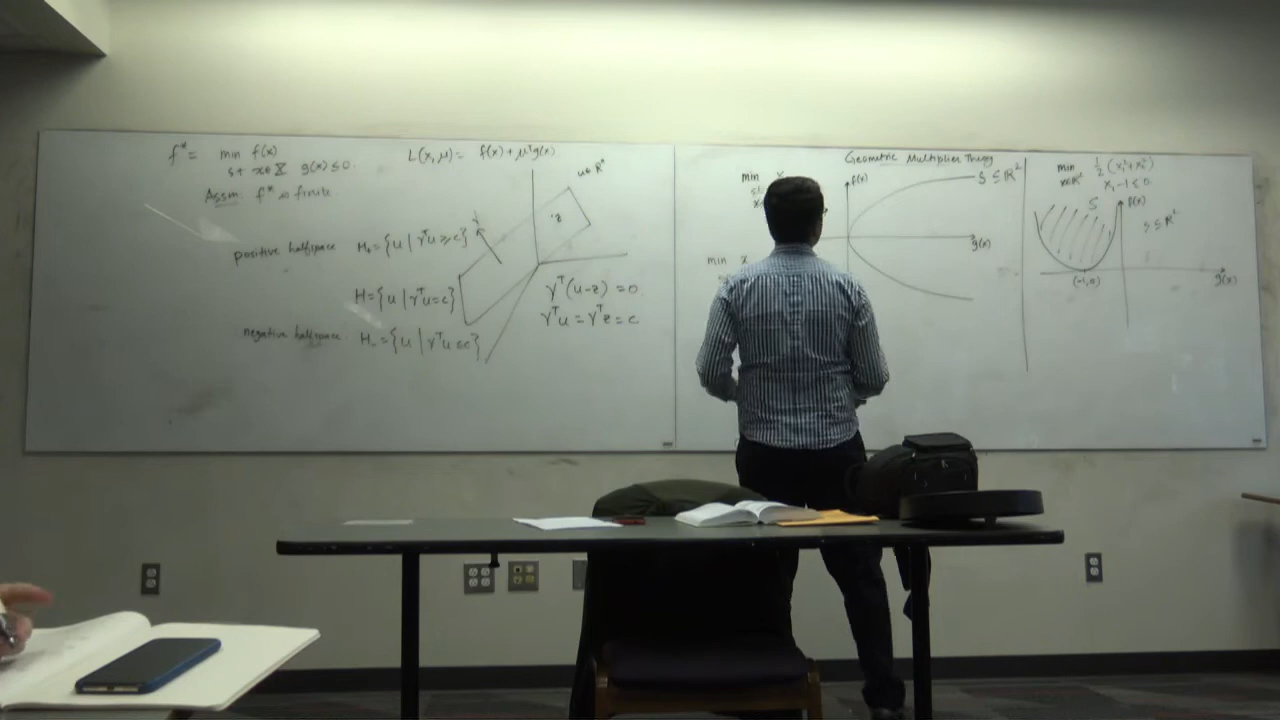 f* = min f(x)
s.t x∈X g(x) ≤ 0.
Assm: f* is finite
L(x, μ) = f(x) + μᵀg(x)
u∈ℝⁿ
.z
γ
positive halfspace H₊ = {u | γᵀu ≥ c}
H = {u | γᵀu = c}
negative halfspace. H₋ = {u | γᵀu ≤ c}
γᵀ(u-z) = 0.
γᵀu = γᵀz = c
Geometric Multiplier Theory
min x
min x
f(x)
S ⊆ ℝ²
g(x)
min ½(x₁²+x₂²)
x∈ℝ² x₁-1 ≤ 0
S
f(x)
S ⊆ ℝ²
(-1,0)
g(x)